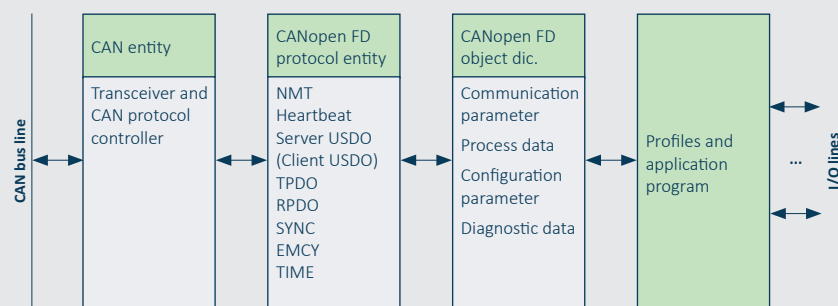 CAN bus line
CAN entity
Transceiver and
CAN protocol
controller
CANopen FD
protocol entity
NMT
Heartbeat
Server USDO
(Client USDO)
TPDO
RPDO
SYNC
EMCY
TIME
CANopen FD
object dic.
Communication
parameter
Process data
Configuration
parameter
Diagnostic data
Profiles and
application
program
...
I/O lines